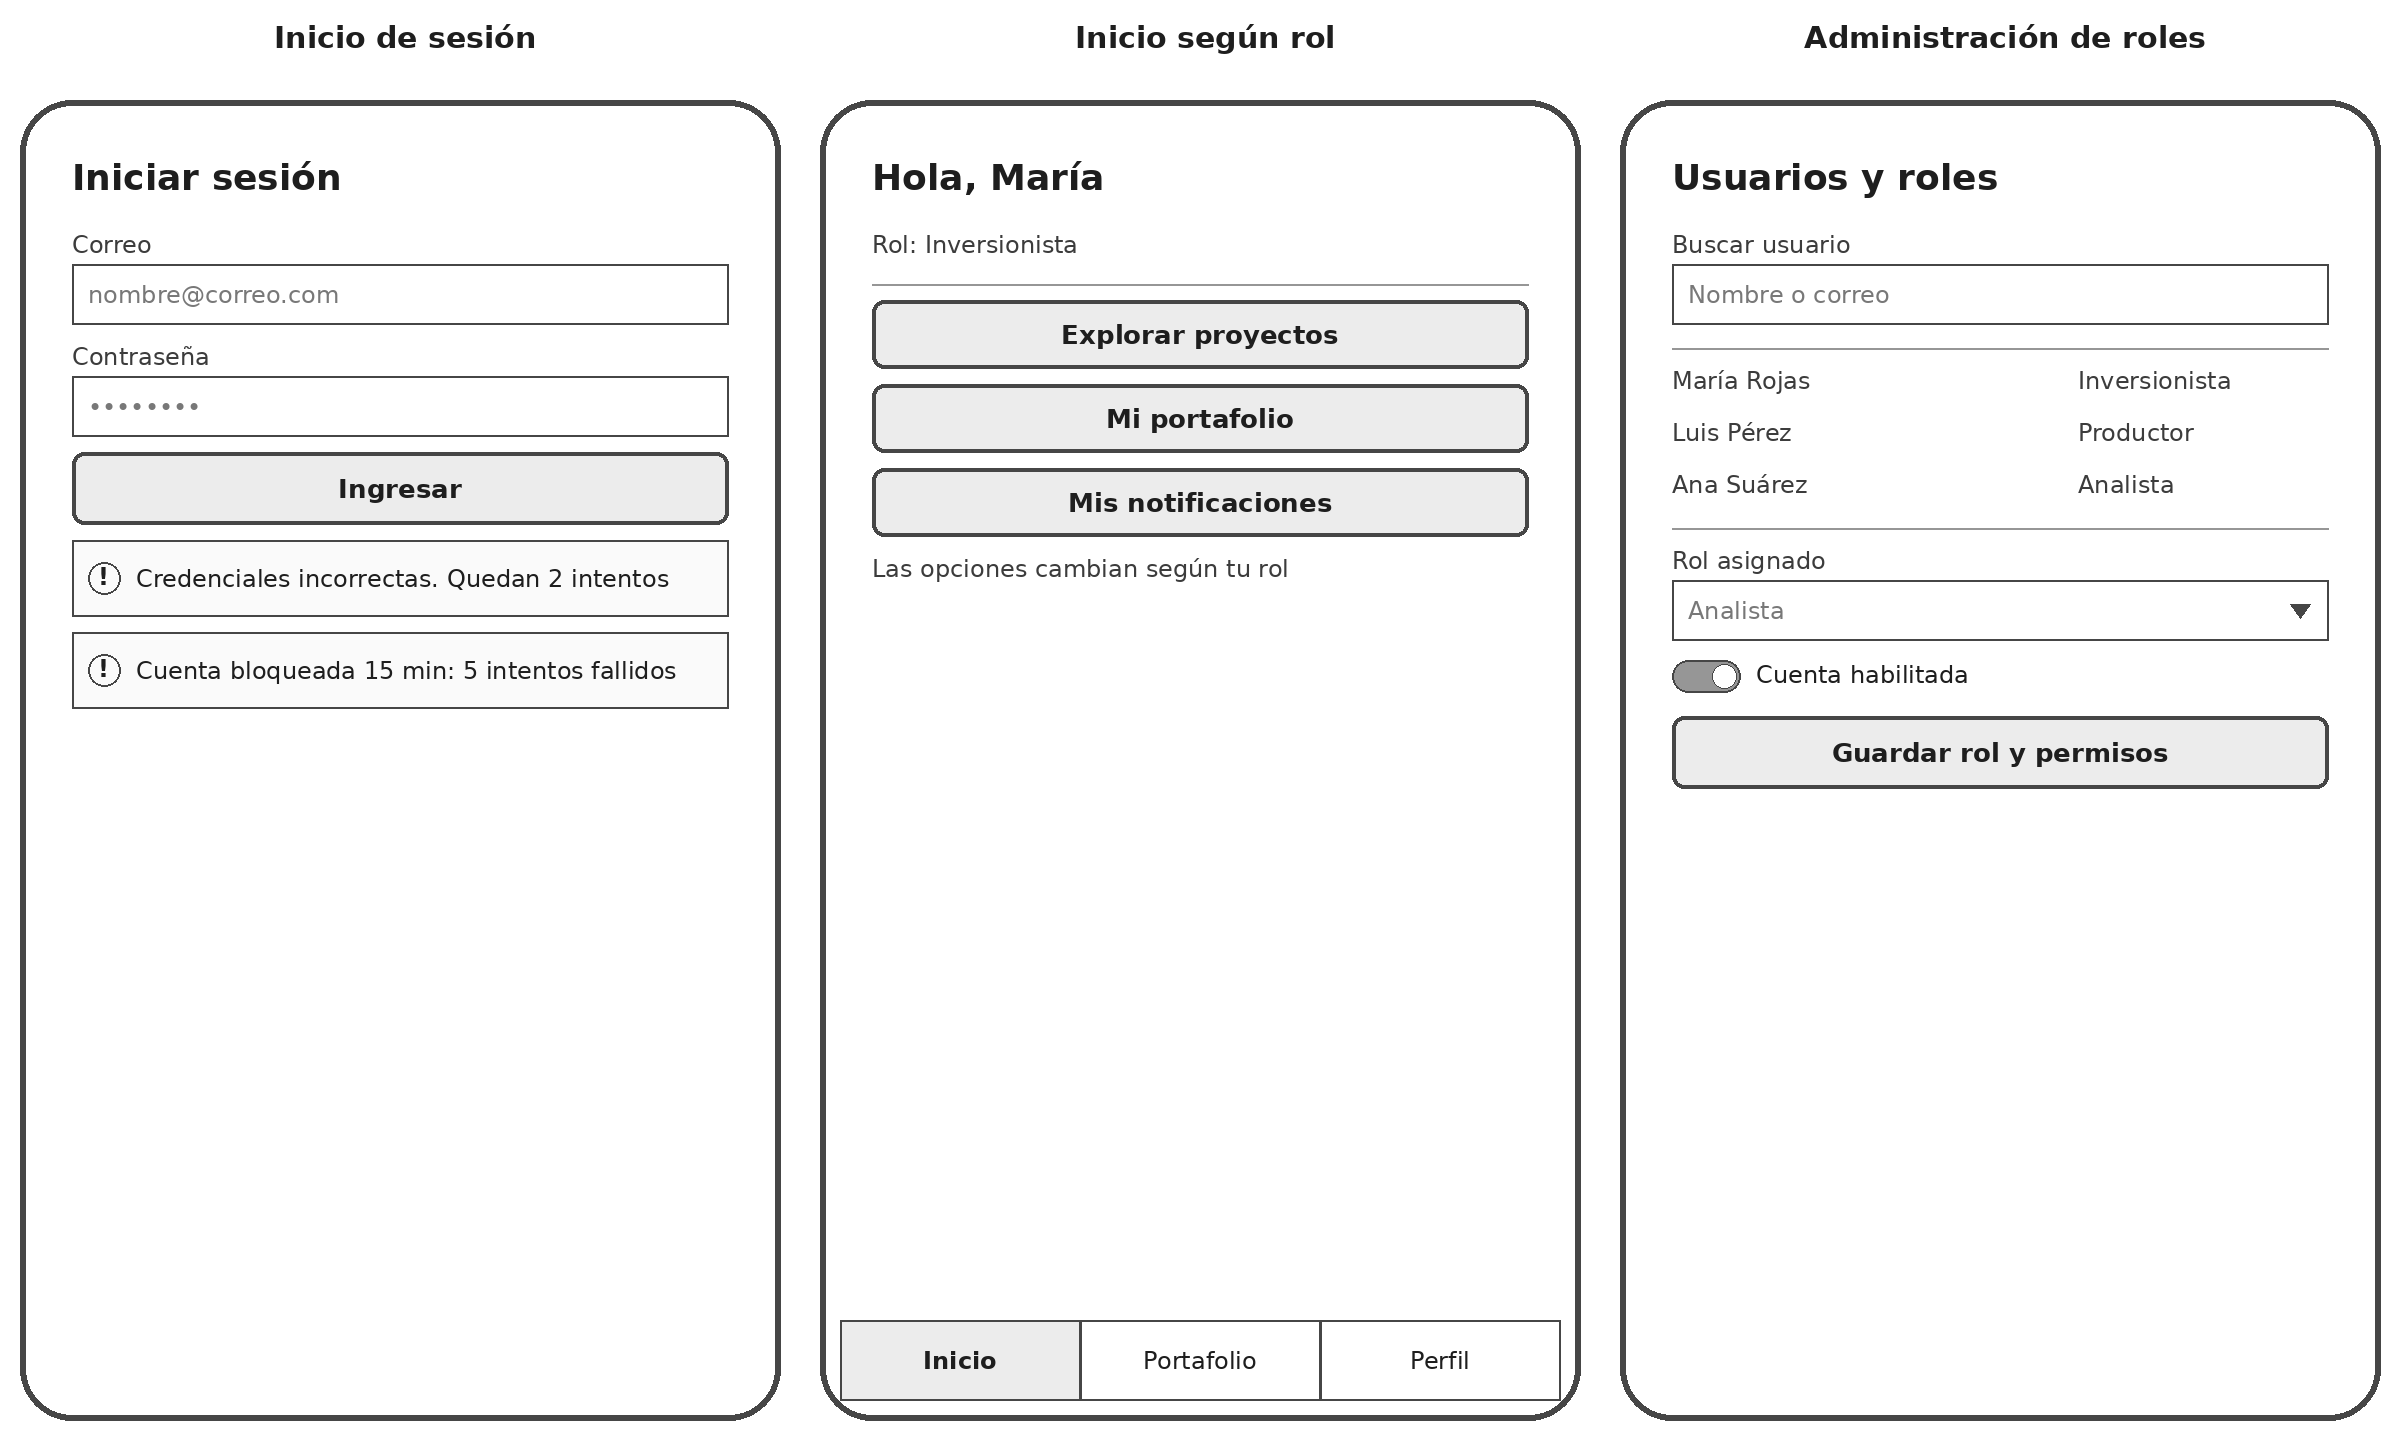 Inicio de sesión
Iniciar sesión
Correo
nombre@correo.com
Contraseña
••••••••
Ingresar
! Credenciales incorrectas. Quedan 2 intentos
! Cuenta bloqueada 15 min: 5 intentos fallidos
Inicio según rol
Hola, María
Rol: Inversionista
Explorar proyectos
Mi portafolio
Mis notificaciones
Las opciones cambian según tu rol
Inicio Portafolio Perfil
Administración de roles
Usuarios y roles
Buscar usuario
Nombre o correo
María Rojas Inversionista
Luis Pérez Productor
Ana Suárez Analista
Rol asignado
Analista
Cuenta habilitada
Guardar rol y permisos